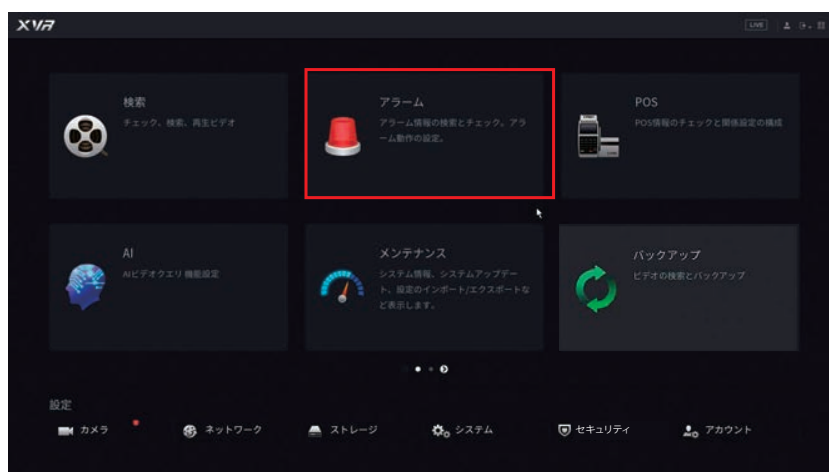 XVR
LIVE
検索
チェック、検索、再生ビデオ
アラーム
アラーム情報の検索とチェック。アラ
ーム動作の設定。
POS
POS情報のチェックと関係設定の構成
AI
AIビデオクエリ 機能設定
メンテナンス
システム情報、システムアップデー
ト、設定のインポート/エクスポートな
ど表示します。
バックアップ
ビデオの検索とバックアップ
設定
カメラ
ネットワーク
ストレージ
システム
セキュリティ
アカウント